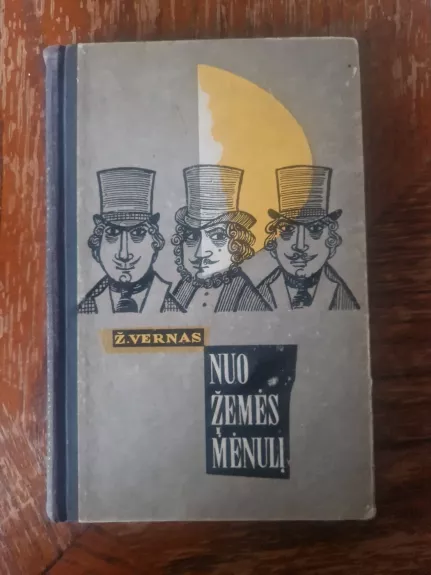 Ž.VERNAS
NUO
ŽEMĖS
Į MĖNULĮ